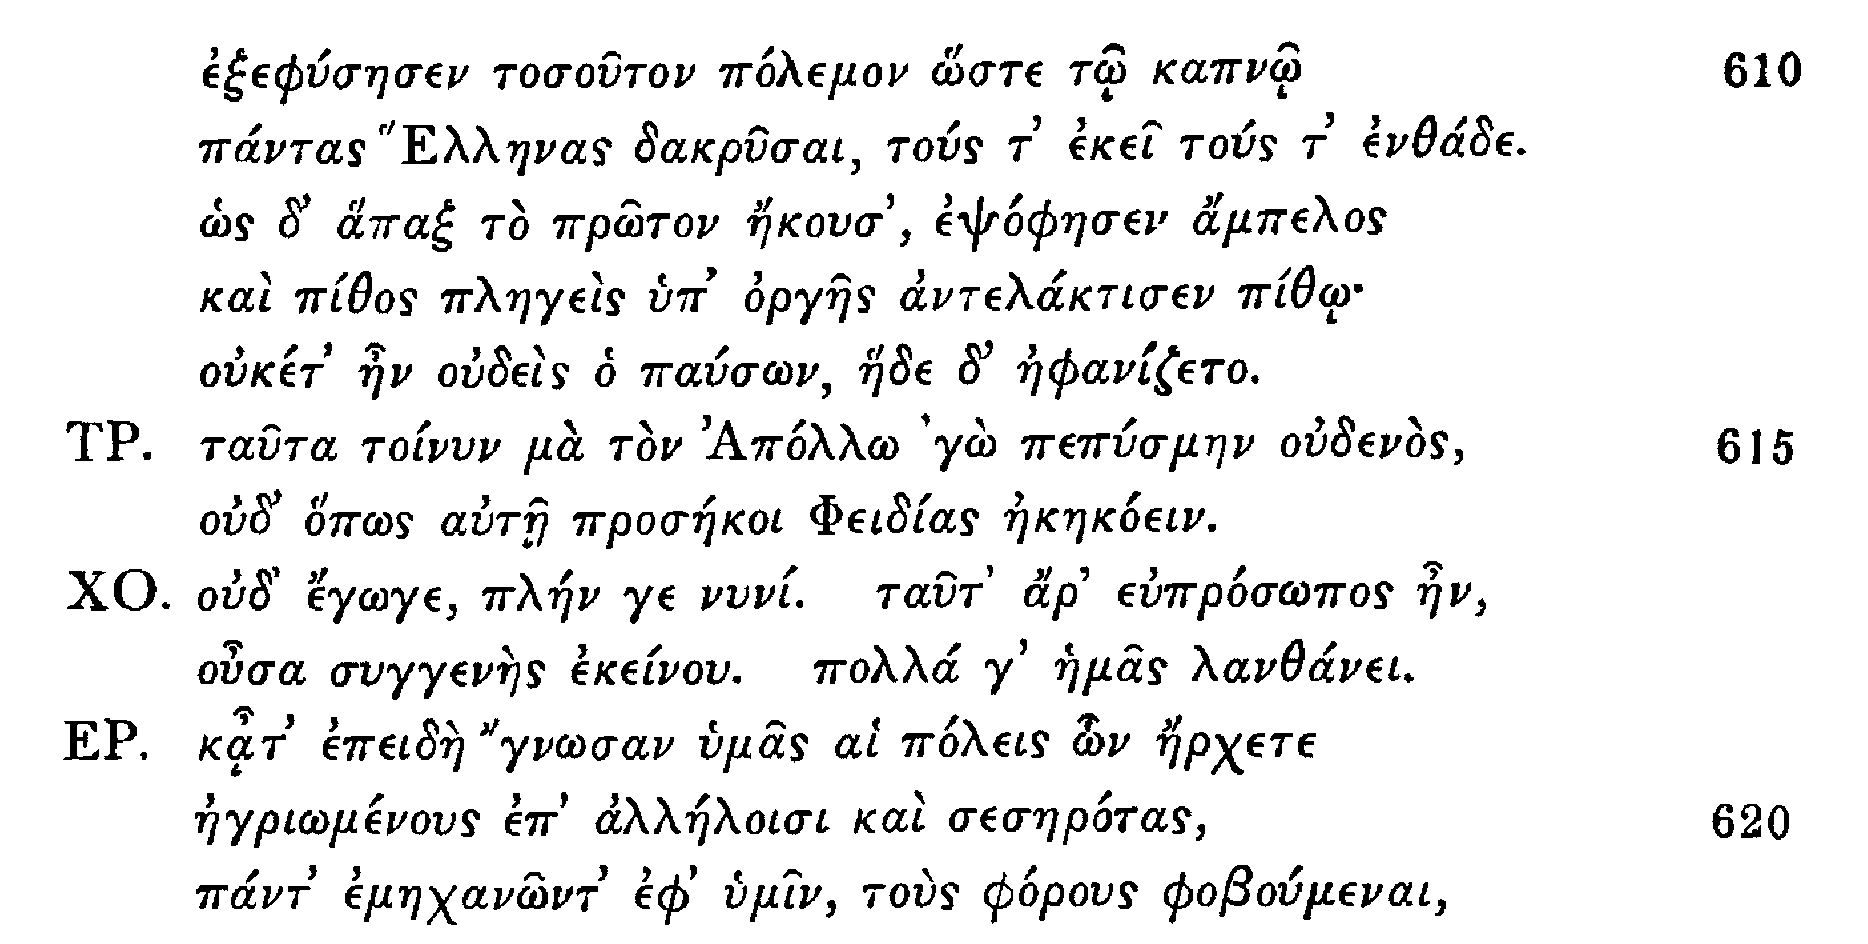 ἐξεφύσησεν τοσοῦτον πόλεμον ὥστε τῷ καπνῷ 610
πάντας Ἕλληνας δακρῦσαι, τούς τ’ ἐκεῖ τούς τ’ ἐνθάδε.
ὡς δ’ ἅπαξ τὸ πρῶτον ἤκουσ’, ἐψόφησεν ἄμπελος
καὶ πίθος πληγεὶς ὑπ’ ὀργῆς ἀντελάκτισεν πίθῳ·
οὐκέτ’ ἦν οὐδεὶς ὁ παύσων, ἥδε δ’ ἠφανίζετο.
ΤΡ. ταῦτα τοίνυν μὰ τὸν Ἀπόλλω ’γὼ πεπύσμην οὐδενὸς, 615
οὐδ’ ὅπως αὐτῇ προσήκοι Φειδίας ἠκηκόειν.
ΧΟ. οὐδ’ ἔγωγε, πλήν γε νυνί. ταῦτ’ ἄρ’ εὐπρόσωπος ἦν,
οὖσα συγγενὴς ἐκείνου. πολλά γ’ ἡμᾶς λανθάνει.
ΕΡ. κᾆτ’ ἐπειδὴ ’́γνωσαν ὑμᾶς αἱ πόλεις ὧν ἤρχετε
ἠγριωμένους ἐπ’ ἀλλήλοισι καὶ σεσηρότας, 620
πάντ’ ἐμηχανῶντ’ ἐφ’ ὑμῖν, τοὺς φόρους φοβούμεναι,